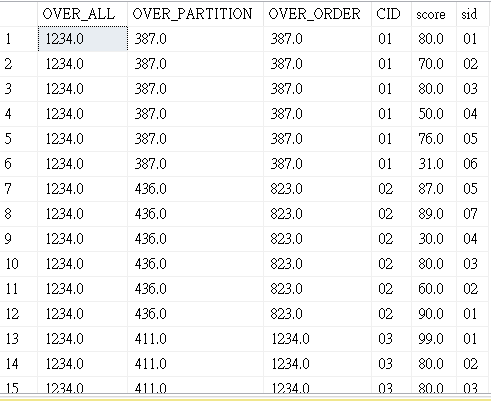 OVER_ALL OVER_PARTITION OVER_ORDER CID score sid
1 1234.0 387.0 387.0 01 80.0 01
2 1234.0 387.0 387.0 01 70.0 02
3 1234.0 387.0 387.0 01 80.0 03
4 1234.0 387.0 387.0 01 50.0 04
5 1234.0 387.0 387.0 01 76.0 05
6 1234.0 387.0 387.0 01 31.0 06
7 1234.0 436.0 823.0 02 87.0 05
8 1234.0 436.0 823.0 02 89.0 07
9 1234.0 436.0 823.0 02 30.0 04
10 1234.0 436.0 823.0 02 80.0 03
11 1234.0 436.0 823.0 02 60.0 02
12 1234.0 436.0 823.0 02 90.0 01
13 1234.0 411.0 1234.0 03 99.0 01
14 1234.0 411.0 1234.0 03 80.0 02
15 1234.0 411.0 1234.0 03 80.0 03